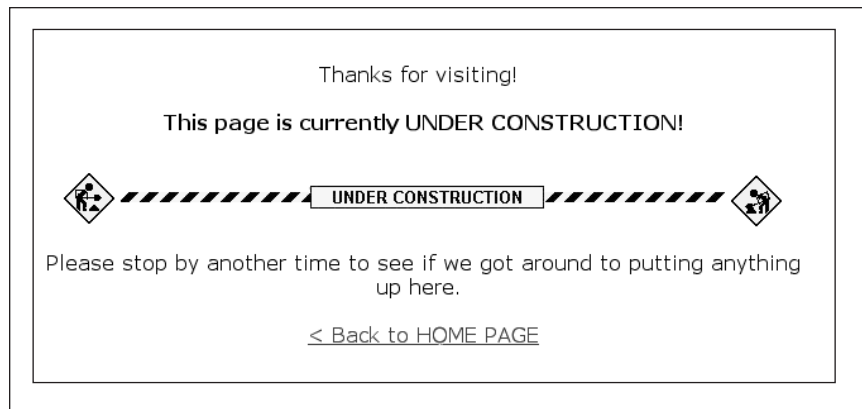 Thanks for visiting!
This page is currently UNDER CONSTRUCTION!
UNDER CONSTRUCTION
Please stop by another time to see if we got around to putting anything
up here.
< Back to HOME PAGE